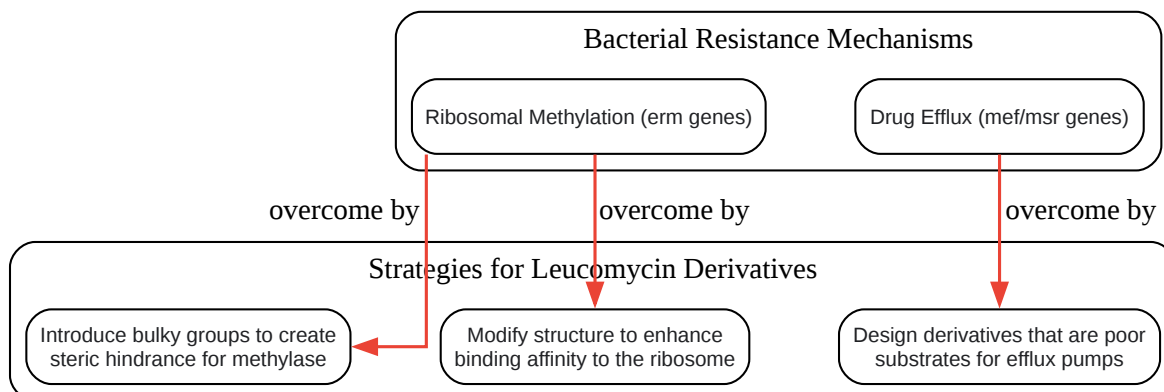 Bacterial Resistance Mechanisms
Ribosomal Methylation (erm genes)
Drug Efflux (mef/msr genes)
overcome by
overcome by
overcome by
Strategies for Leucomycin Derivatives
Introduce bulky groups to create
steric hindrance for methylase
Modify structure to enhance
binding affinity to the ribosome
Design derivatives that are poor
substrates for efflux pumps